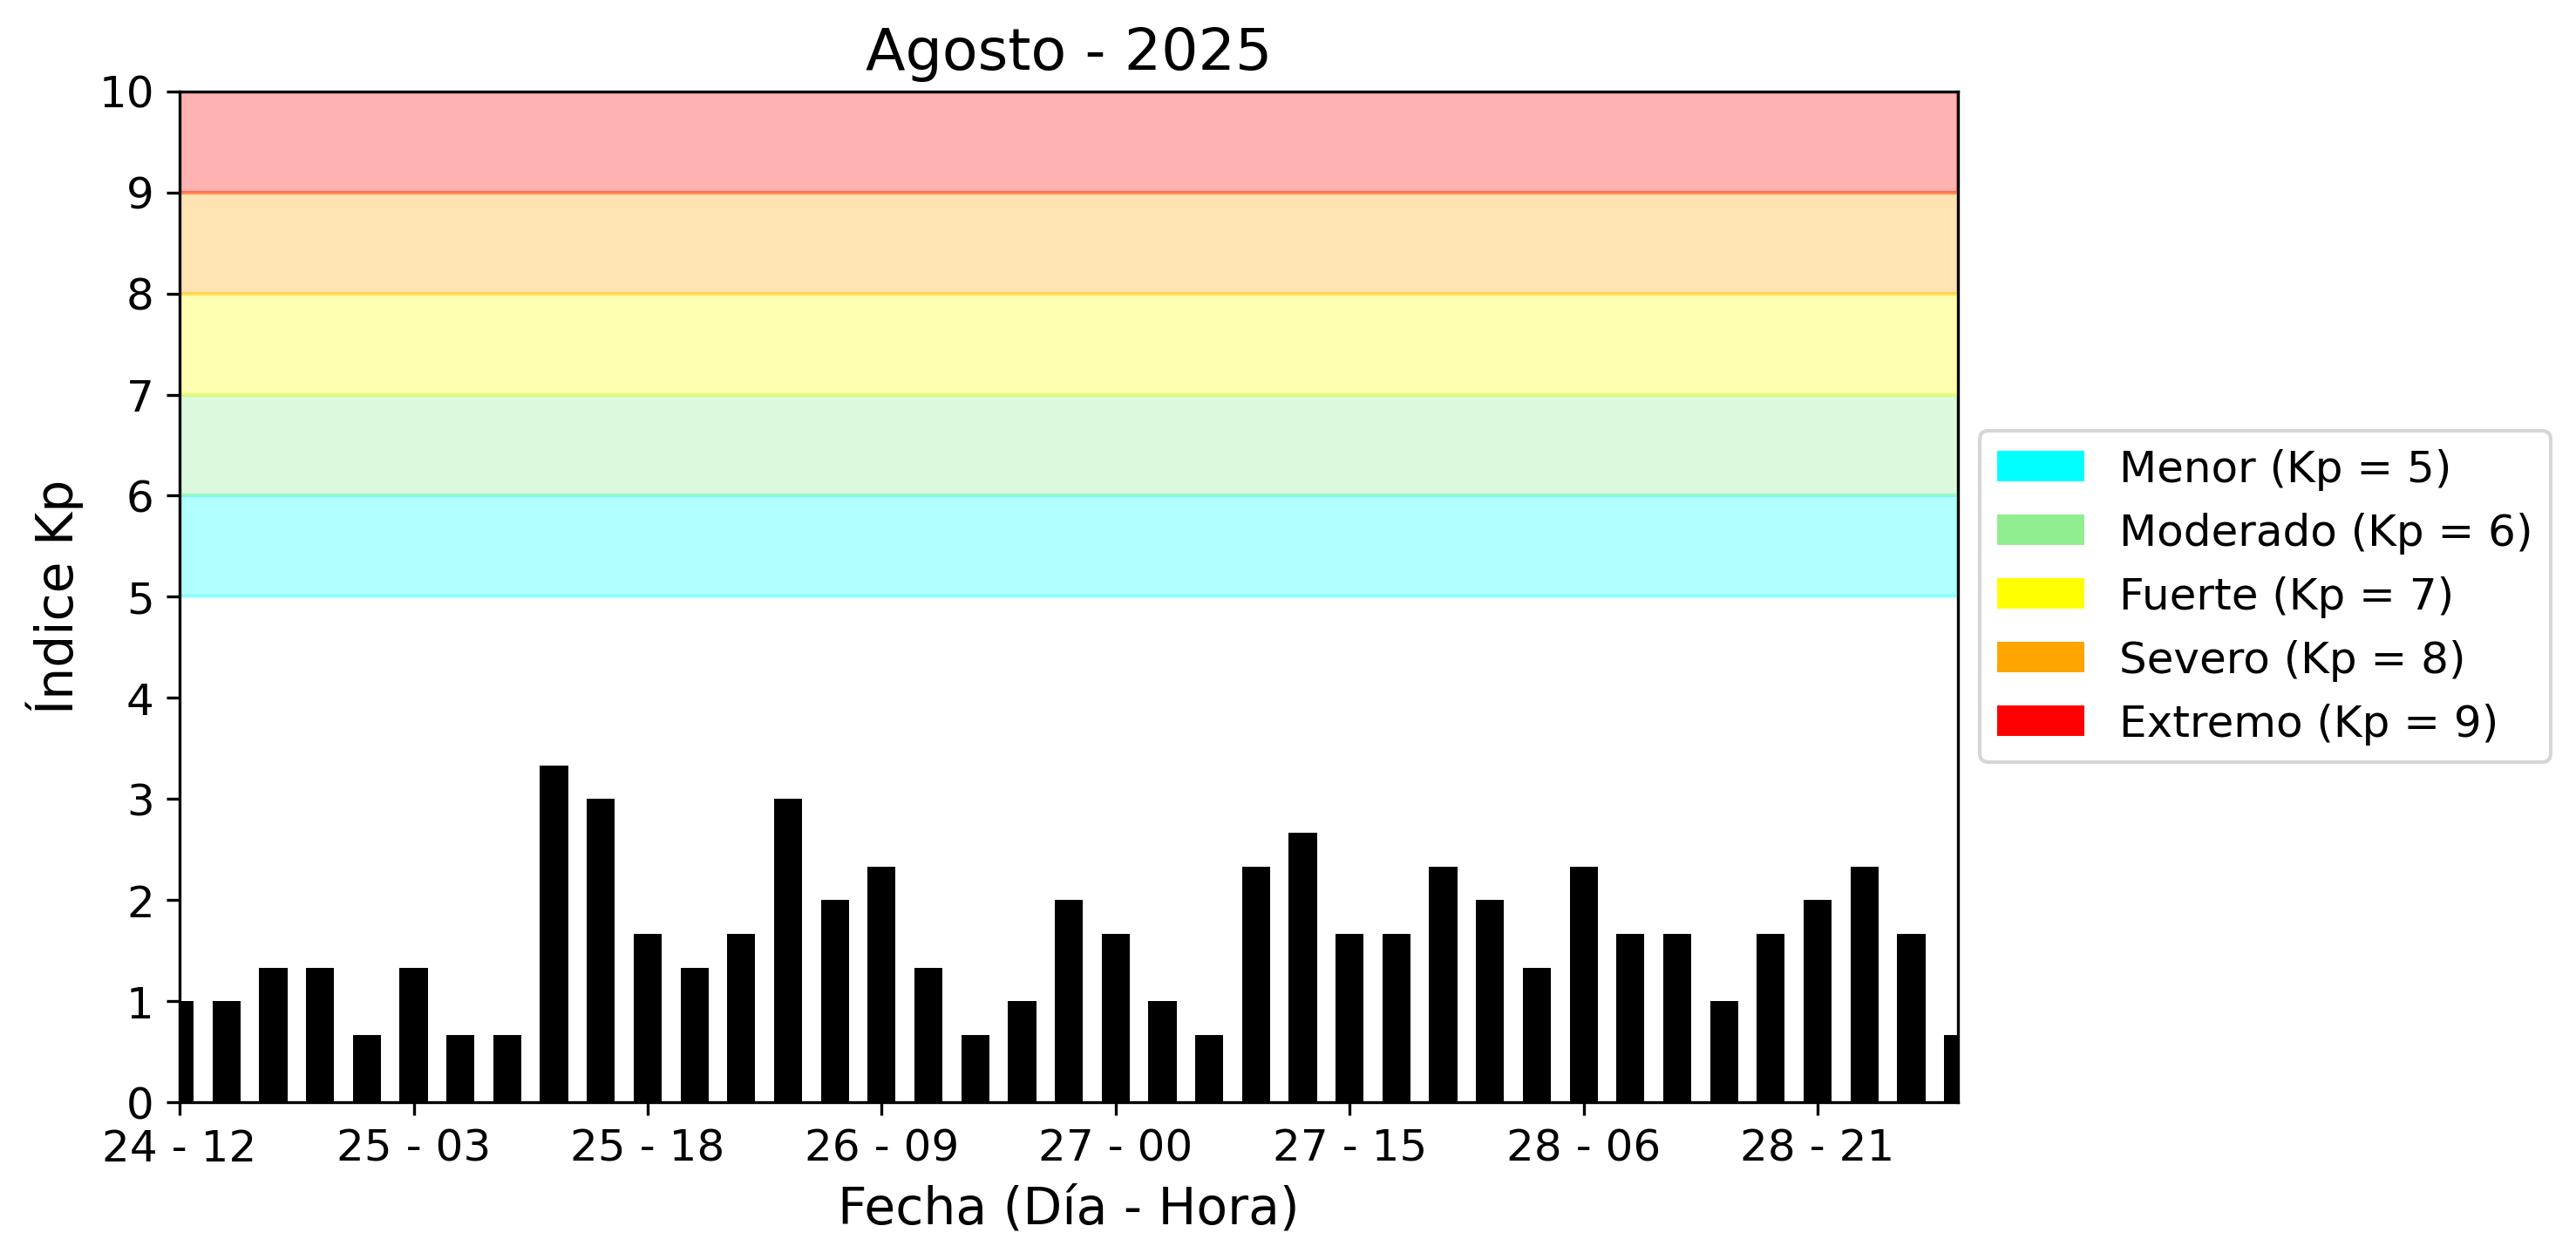 Agosto - 2025
10
9
8
7
6
5
4
3
2
1
0
Índice Kp
24 - 12
25 - 03
25 - 18
26 - 09
27 - 00
27 - 15
28 - 06
28 - 21
Fecha (Día - Hora)
Menor (Kp = 5)
Moderado (Kp = 6)
Fuerte (Kp = 7)
Severo (Kp = 8)
Extremo (Kp = 9)